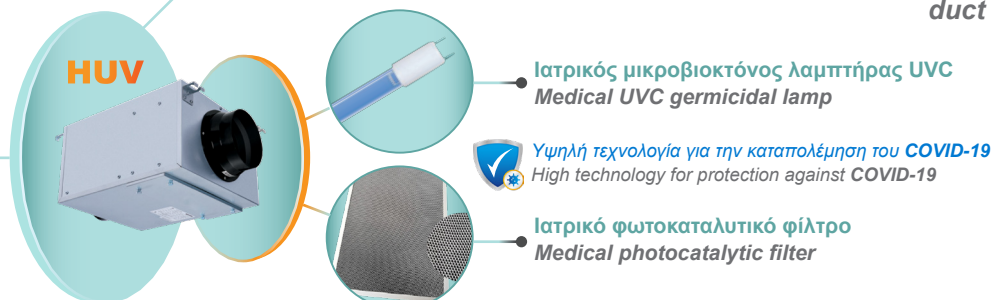 duct
HUV
Ιατρικός μικροβιοκτόνος λαμπτήρας UVC
Medical UVC germicidal lamp
Υψηλή τεχνολογία για την καταπολέμηση του COVID-19
High technology for protection against COVID-19
Ιατρικό φωτοκαταλυτικό φίλτρο
Medical photocatalytic filter